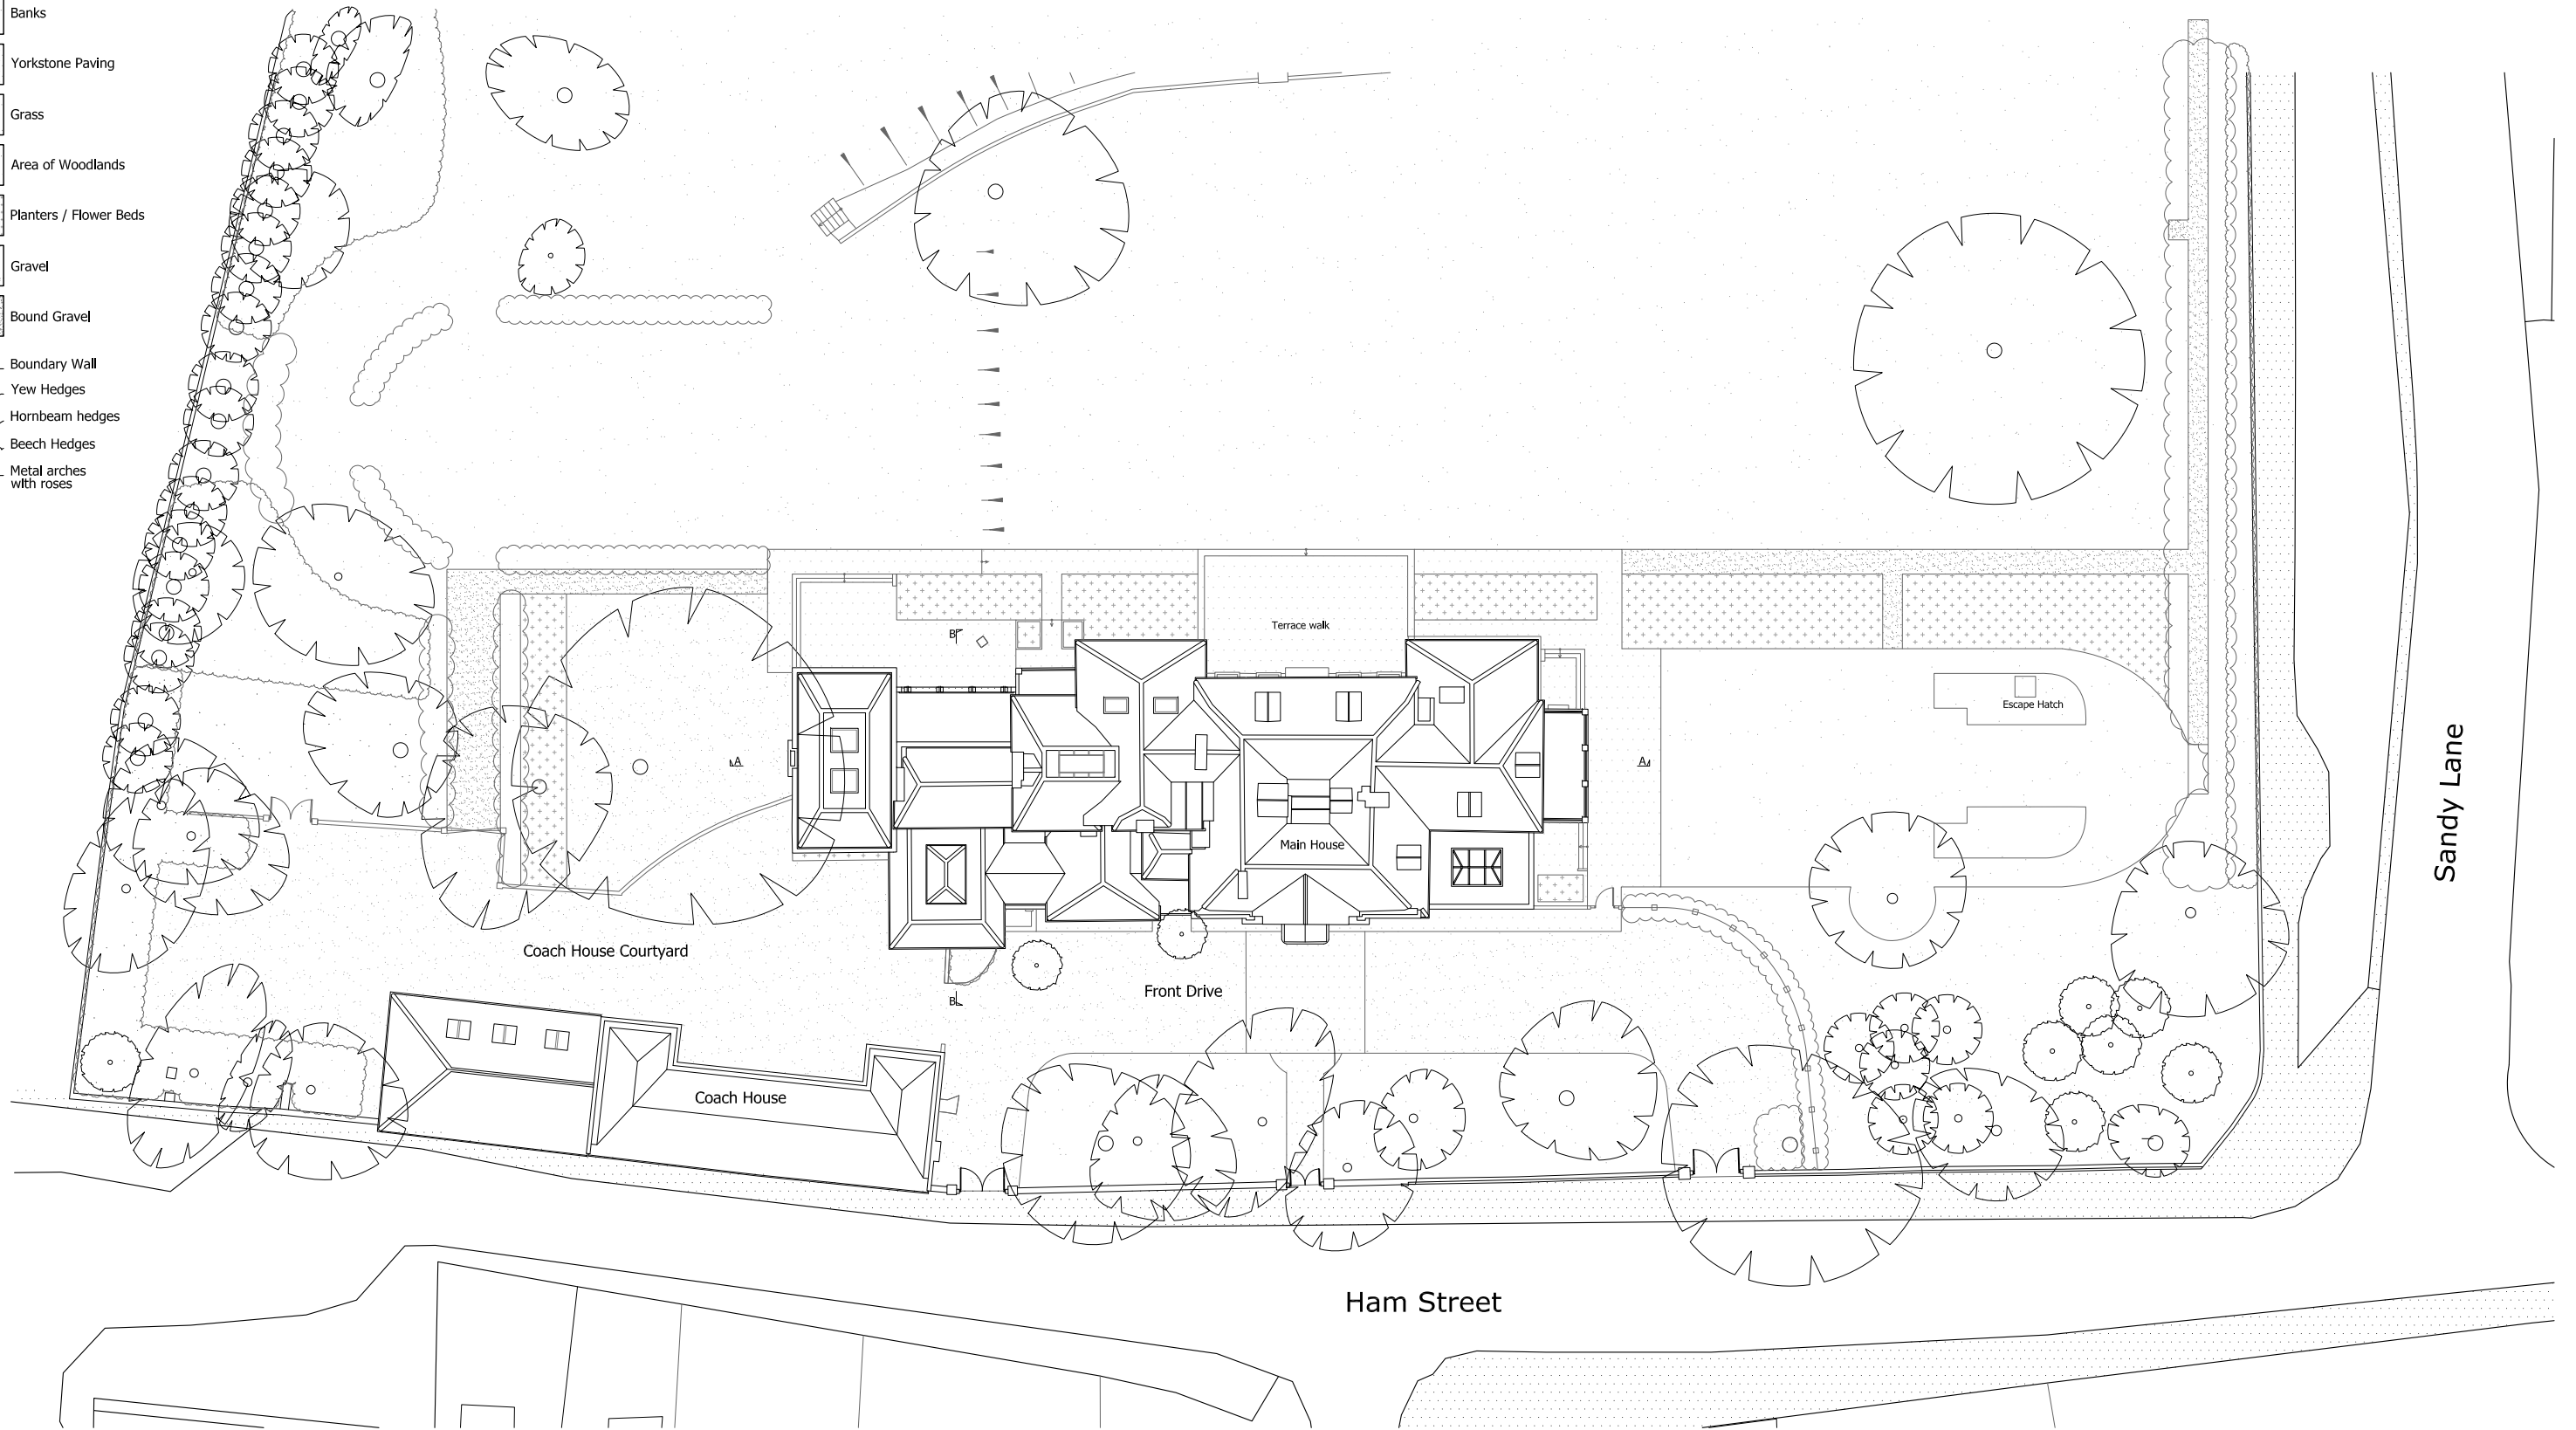 Banks
Yorkstone Paving
Grass
Area of Woodlands
Planters / Flower Beds
Gravel
Bound Gravel
Boundary Wall
Yew Hedges
Hornbeam hedges
Beech Hedges
Metal arches
with roses
Terrace walk
B
Escape Hatch
A
A
Sandy Lane
Main House
Coach House Courtyard
Front Drive
B
Coach House
Ham Street